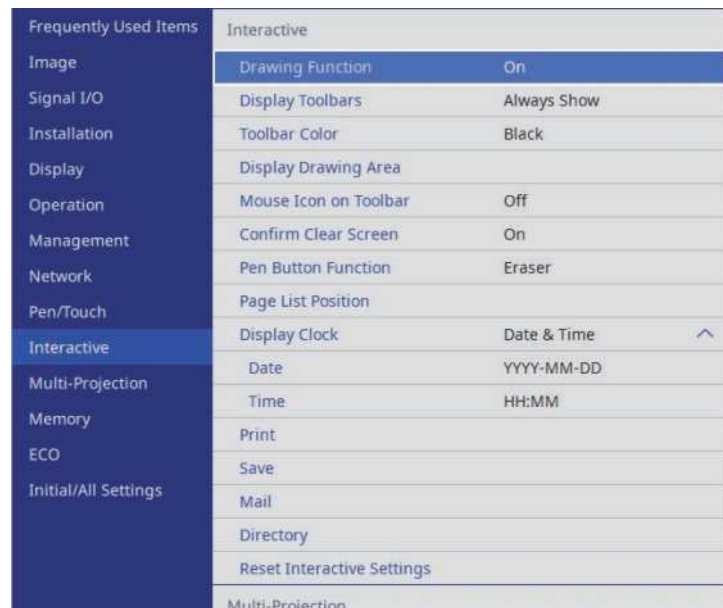 Frequently Used Items
Image
Signal I/O
Installation
Display
Operation
Management
Network
Pen/Touch
Interactive
Multi-Projection
Memory
ECO
Initial/All Settings
Interactive
Drawing Function On
Display Toolbars Always Show
Toolbar Color Black
Display Drawing Area
Mouse Icon on Toolbar Off
Confirm Clear Screen On
Pen Button Function Eraser
Page List Position
Display Clock Date & Time
Date YYYY-MM-DD
Time HH:MM
Print
Save
Mail
Directory
Reset Interactive Settings
Multi-Projection